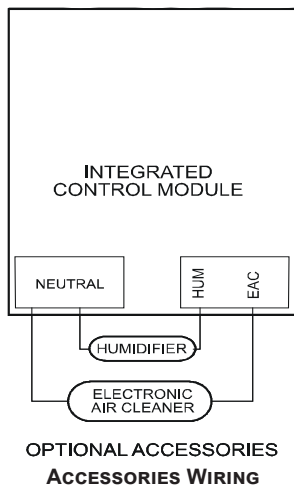 INTEGRATED
CONTROL MODULE
NEUTRAL
HUM
EAC
HUMIDIFIER
ELECTRONIC
AIR CLEANER
OPTIONAL ACCESSORIES
ACCESSORIES WIRING